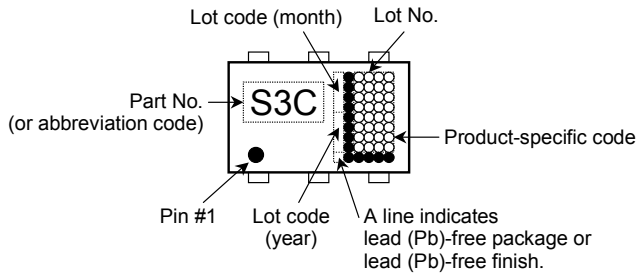 Lot code (month)
Lot No.
Part No.
(or abbreviation code)
S3C
Product-specific code
Pin #1
Lot code
(year)
A line indicates
lead (Pb)-free package or
lead (Pb)-free finish.